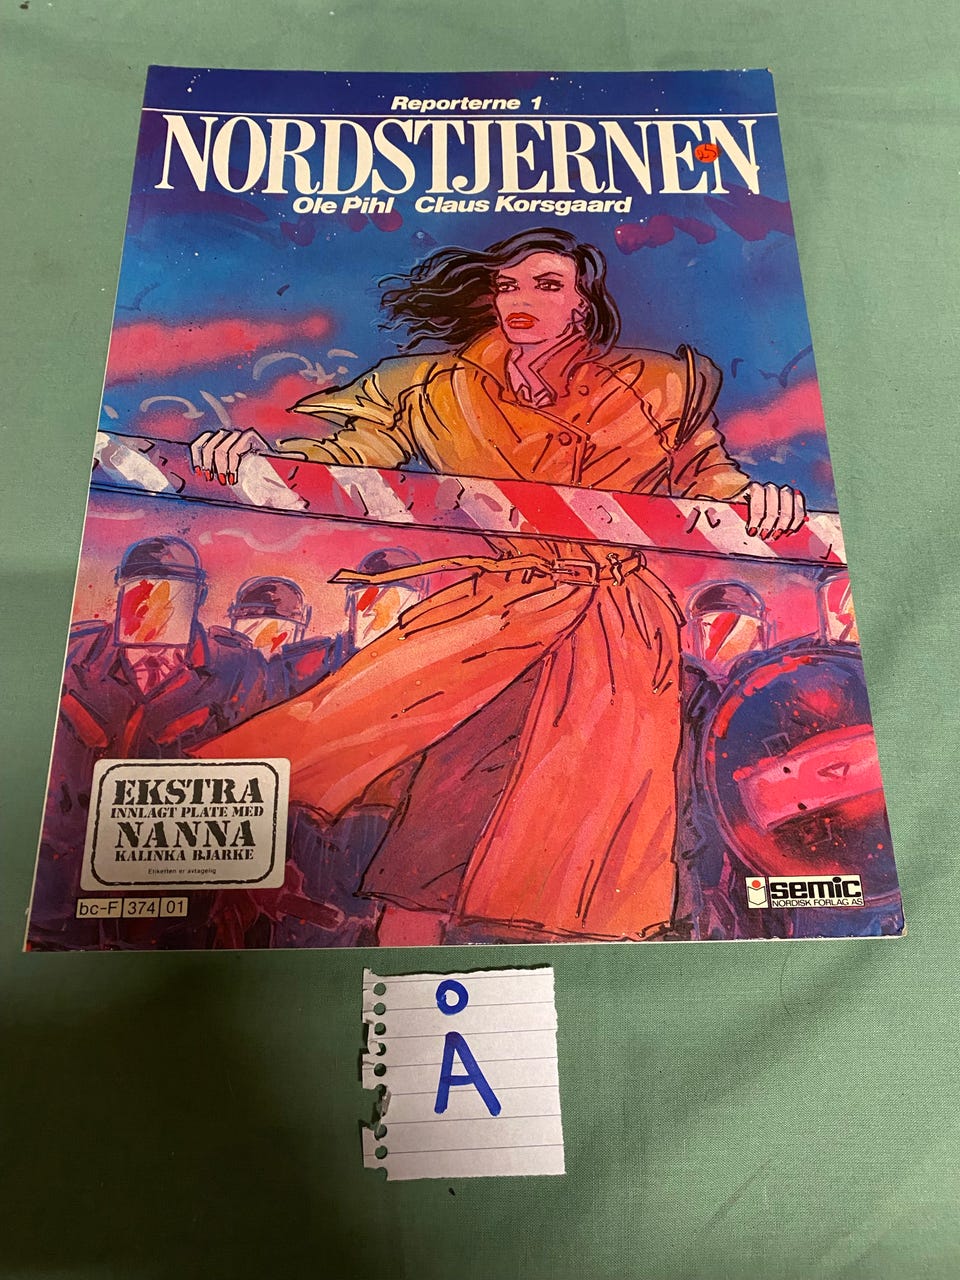 Reporterne 1
NORDSTJERNEN
Ole Pihl Claus Korsgaard
EKSTRA
INNLAGT PLATE MED
NANNA
KALINKA BJARKE
Etiketten er avtagelig
bc-F 374 01
semic
NORDISK FORLAG AS
Å